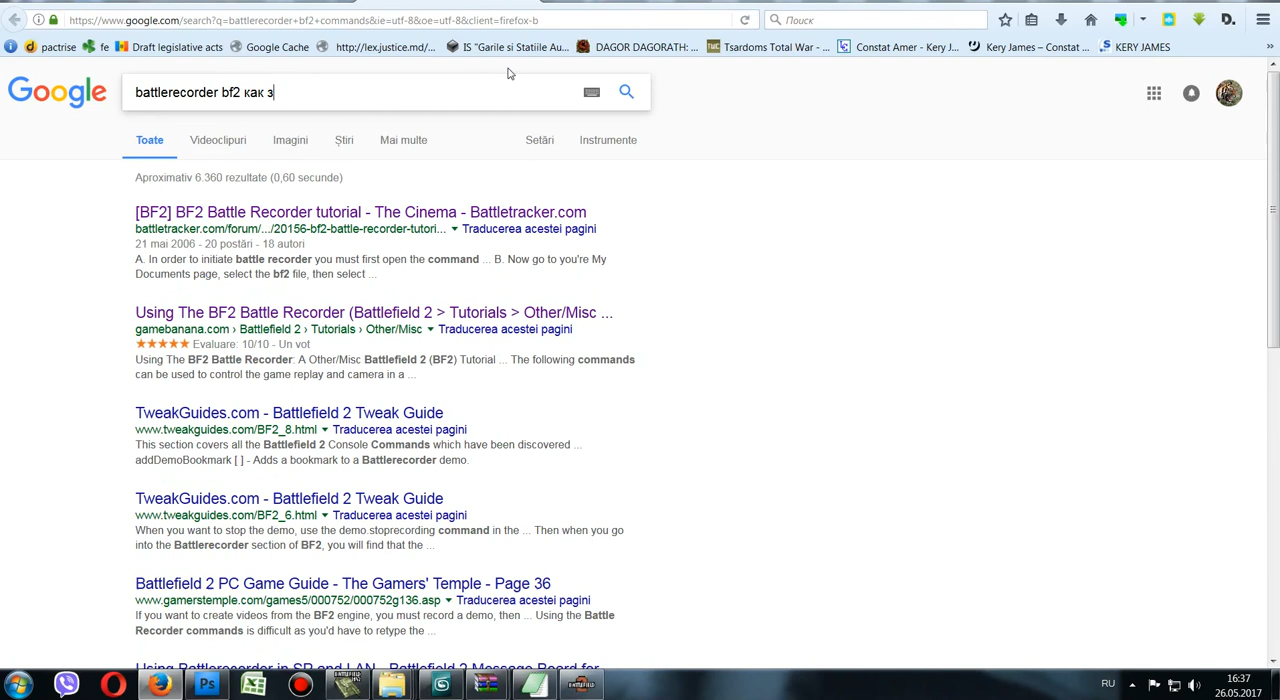 https://www.google.com/search?q=battlerecorder+bf2+commands&ie=utf-8&oe=utf-8&client=firefox-b
Поиск
D.
pactrise
fe
Draft legislative acts
Google Cache
http://lex.justice.md/...
IS "Garile si Statiile Au...
DAGOR DAGORATH: ...
Tsardoms Total War - ...
Constat Amer - Kery J...
Kery James – Constat ...
KERY JAMES
Google
battlerecorder bf2 как з
Toate
Videoclipuri
Imagini
Știri
Mai multe
Setări
Instrumente
Aproximativ 6.360 rezultate (0,60 secunde)
[BF2] BF2 Battle Recorder tutorial - The Cinema - Battletracker.com
battletracker.com/forum/.../20156-bf2-battle-recorder-tutori... Traducerea acestei pagini
21 mai 2006 - 20 postări - 18 autori
A. In order to initiate battle recorder you must first open the command ... B. Now go to you're My
Documents page, select the bf2 file, then select ...
Using The BF2 Battle Recorder (Battlefield 2 > Tutorials > Other/Misc ...
gamebanana.com › Battlefield 2 › Tutorials › Other/Misc Traducerea acestei pagini
Evaluare: 10/10 - Un vot
Using The BF2 Battle Recorder: A Other/Misc Battlefield 2 (BF2) Tutorial ... The following commands
can be used to control the game replay and camera in a ...
TweakGuides.com - Battlefield 2 Tweak Guide
www.tweakguides.com/BF2_8.html Traducerea acestei pagini
This section covers all the Battlefield 2 Console Commands which have been discovered ...
addDemoBookmark [ ] - Adds a bookmark to a Battlerecorder demo.
TweakGuides.com - Battlefield 2 Tweak Guide
www.tweakguides.com/BF2_6.html Traducerea acestei pagini
When you want to stop the demo, use the demo.stoprecording command in the ... Then when you go
into the Battlerecorder section of BF2, you will find that the ...
Battlefield 2 PC Game Guide - The Gamers' Temple - Page 36
www.gamerstemple.com/games5/000752/000752g136.asp Traducerea acestei pagini
If you want to create videos from the BF2 engine, you must record a demo, then ... Using the Battle
Recorder commands is difficult as you'd have to retype the ...
Using Battlerecorder in SP and LAN - Battlefield 2 Message Board for
Ps
RU
16:37
26.05.2017